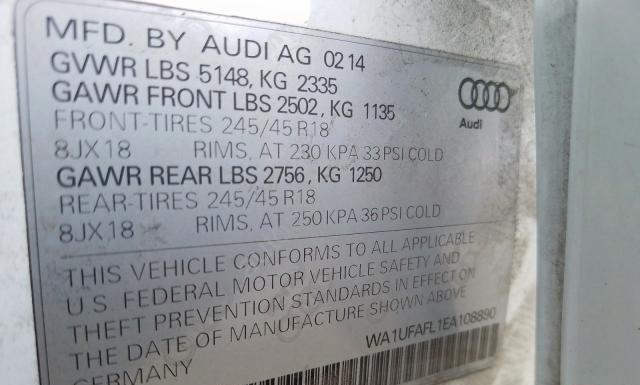 MFD. BY AUDI AG 02 14
GVWR LBS 5148, KG 2335
GAWR FRONT LBS 2502, KG 1135
FRONT-TIRES 245/45 R18
8JX18 RIMS, AT 230 KPA 33PSI COLD
GAWR REAR LBS 2756, KG 1250
REAR-TIRES 245/45 R18
8JX18 RIMS, AT 250 KPA 36 PSI COLD
Audi
THIS VEHICLE CONFORMS TO ALL APPLICABLE
U.S. FEDERAL MOTOR VEHICLE SAFETY AND
THEFT PREVENTION STANDARDS IN EFFECT ON
THE DATE OF MANUFACTURE SHOWN ABOVE
WA1UFAFL1EA108890
GERMANY